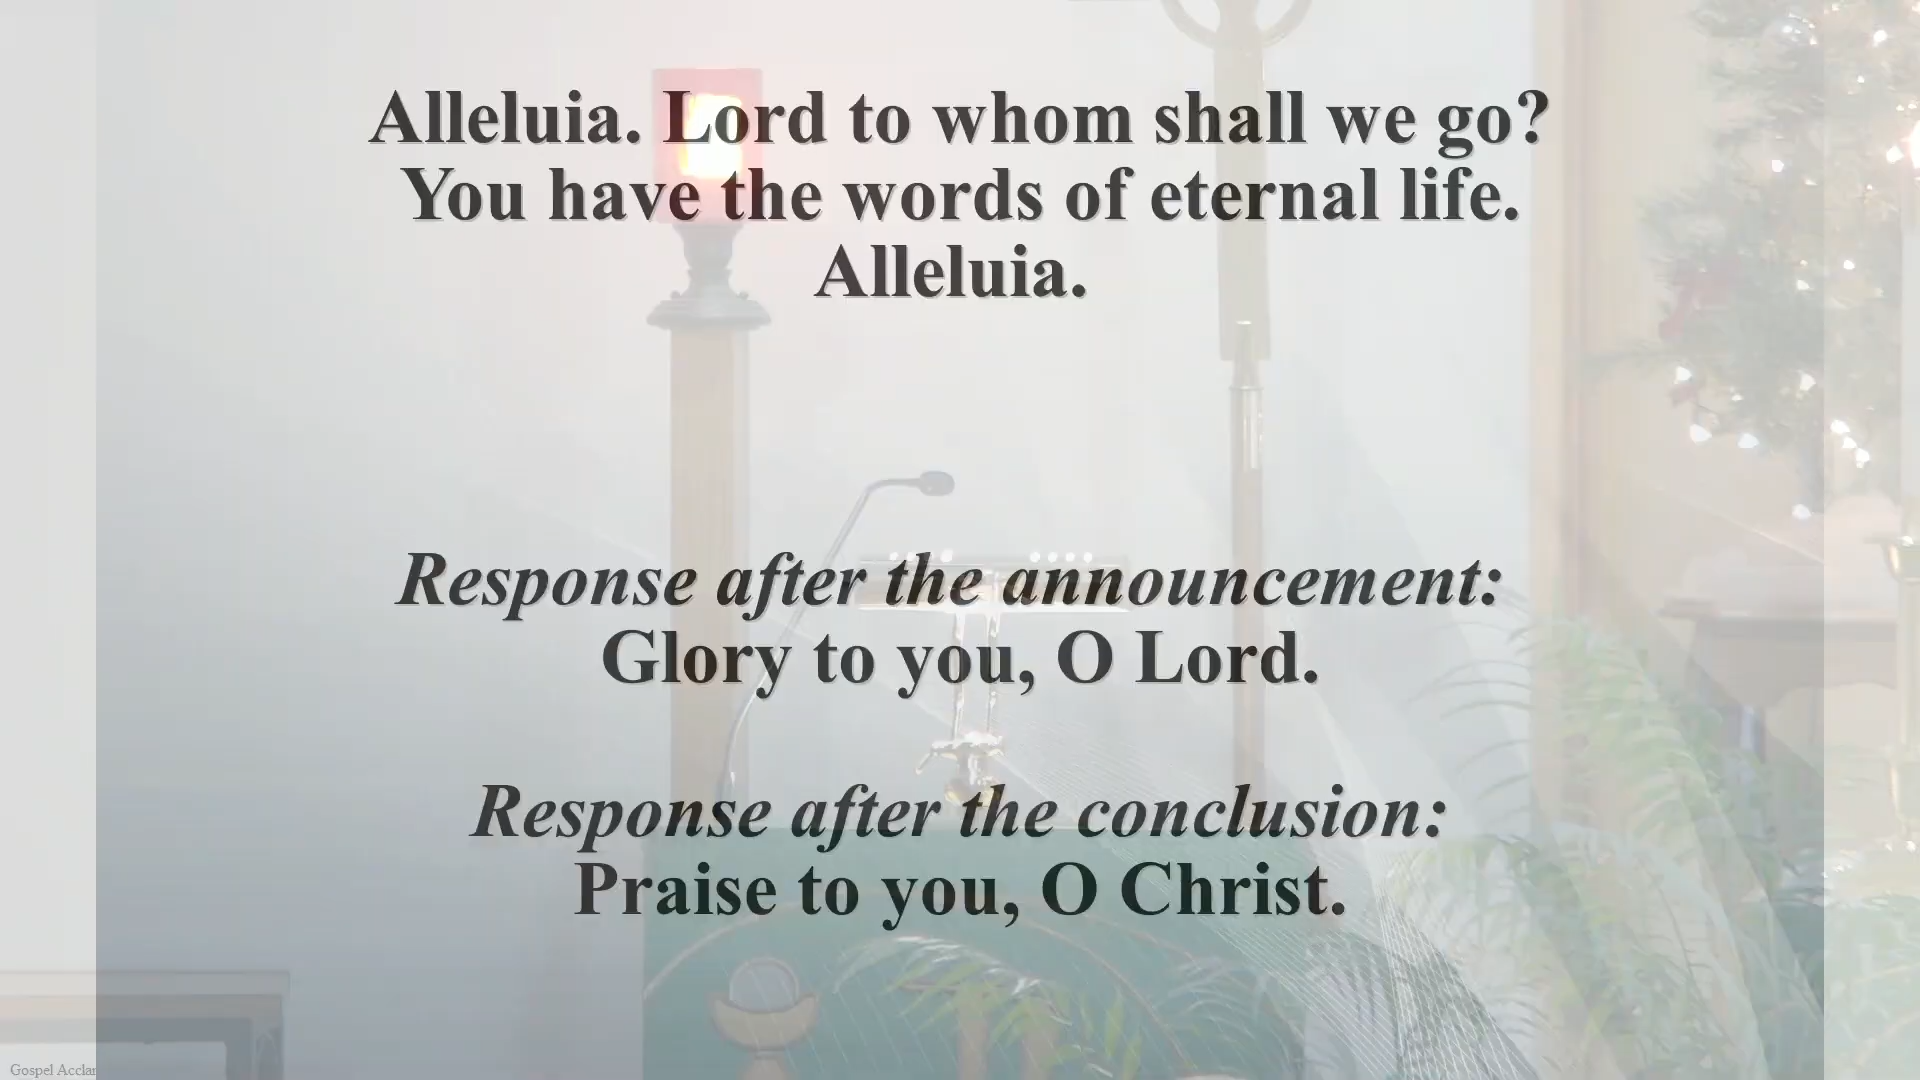 Alleluia. Lord to whom shall we go?
You have the words of eternal life.
Alleluia.
Response after the announcement:
Glory to you, O Lord.
Response after the conclusion:
Praise to you, O Christ.
Gospel